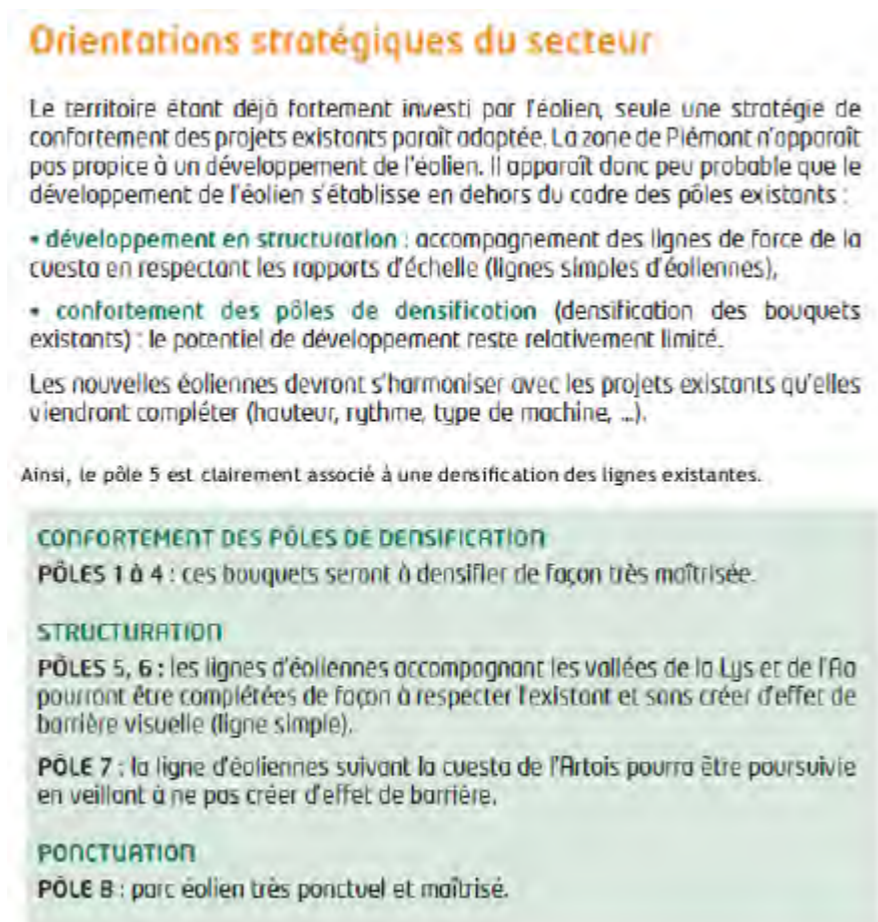 Orientations stratégiques du secteur
Le territoire étant déjà fortement investi par l'éolien, seule une stratégie de
confortement des projets existants paraît adaptée. La zone de Piémont n'apparaît
pas propice à un développement de l'éolien. Il apparaît donc peu probable que le
développement de l'éolien s'établisse en dehors du cadre des pôles existants :
• développement en structuration : accompagnement des lignes de force de la
cuesta en respectant les rapports d'échelle (lignes simples d'éoliennes),
• confortement des pôles de densification (densification des bouquets
existants) : le potentiel de développement reste relativement limité.
Les nouvelles éoliennes devront s'harmoniser avec les projets existants qu'elles
viendront compléter (hauteur, rythme, type de machine, ...).
Ainsi, le pôle 5 est clairement associé à une densification des lignes existantes.
CONFORTEMENT DES PÔLES DE DENSIFICATION
PÔLES 1 à 4 : ces bouquets seront à densifier de façon très maîtrisée.
STRUCTURATION
PÔLES 5, 6 : les lignes d'éoliennes accompagnant les vallées de la Lys et de l'Aa
pourront être complétées de façon à respecter l'existant et sans créer d'effet de
barrière visuelle (ligne simple).
PÔLE 7 : la ligne d'éoliennes suivant la cuesta de l'Artois pourra être poursuivie
en veillant à ne pas créer d'effet de barrière.
PONCTUATION
PÔLE 8 : parc éolien très ponctuel et maîtrisé.